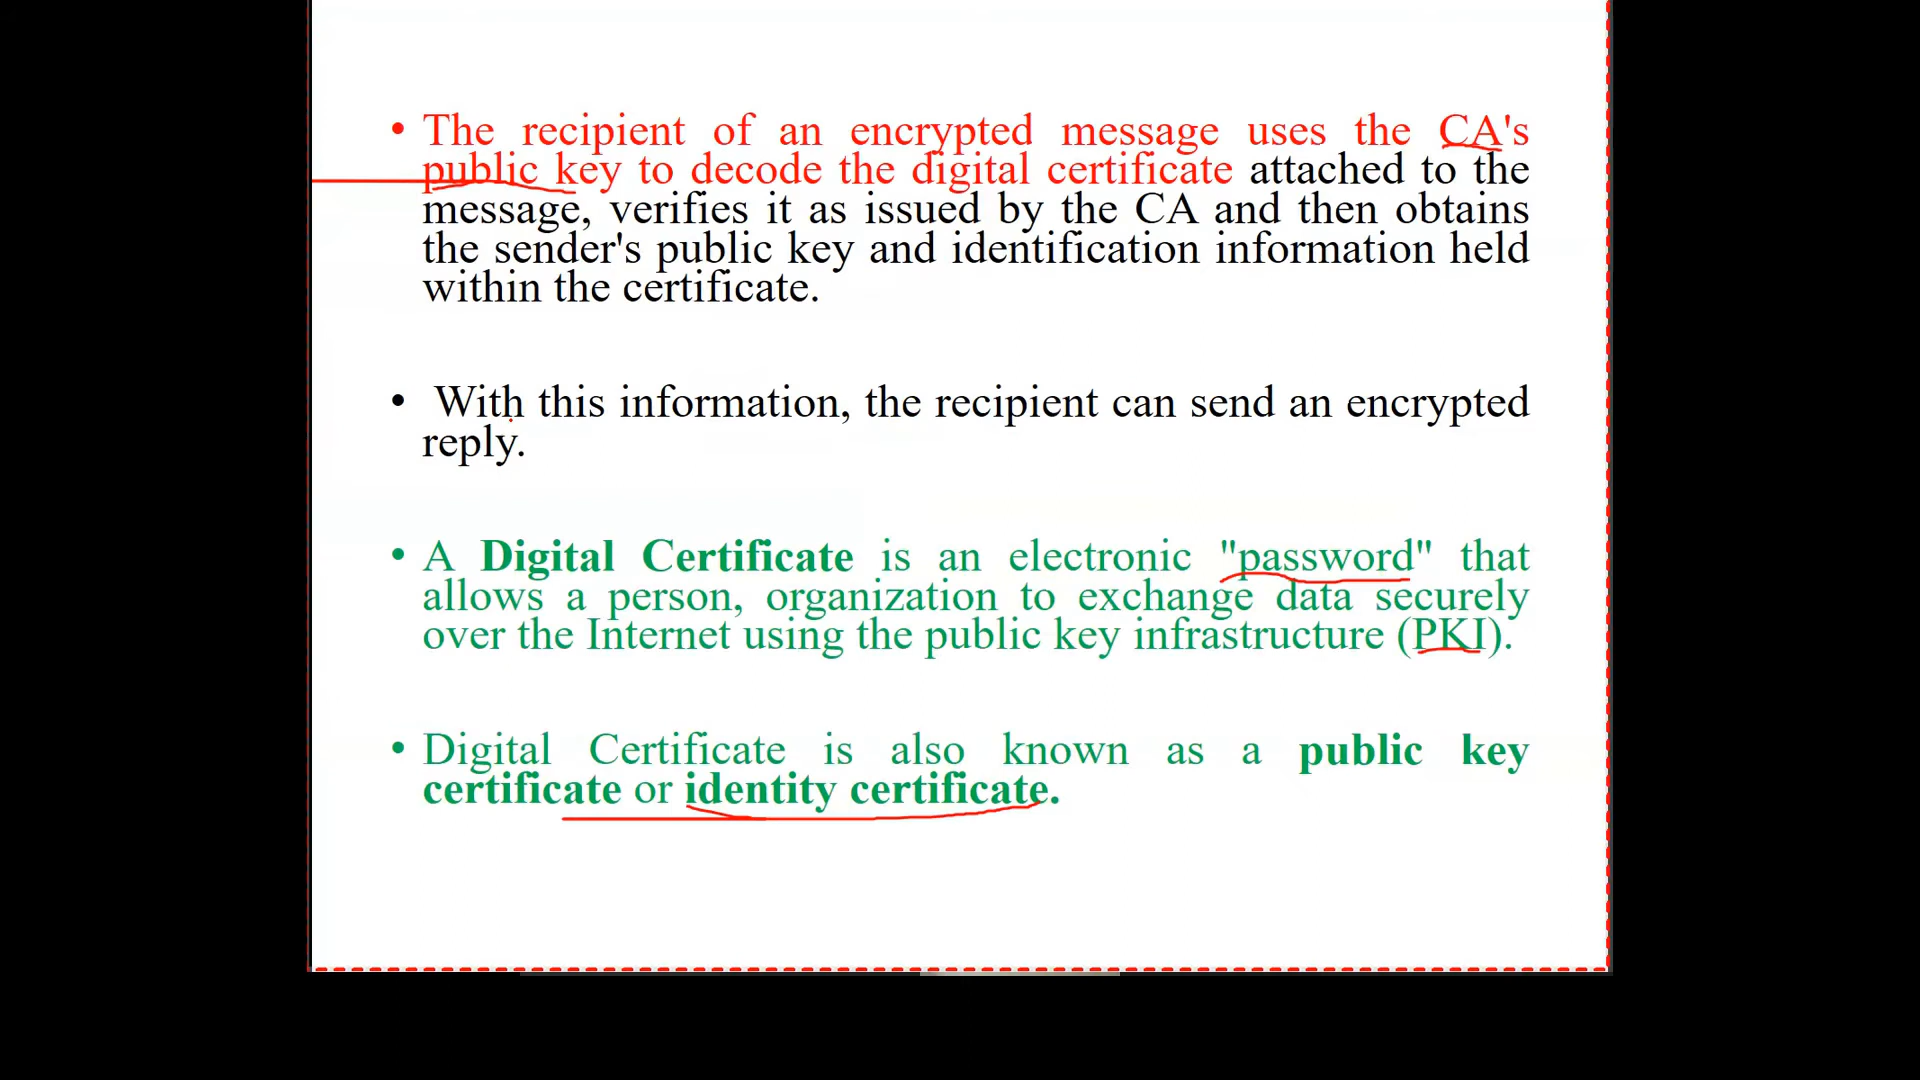 • The recipient of an encrypted message uses the CA's
public key to decode the digital certificate attached to the
message, verifies it as issued by the CA and then obtains
the sender's public key and identification information held
within the certificate.
• With this information, the recipient can send an encrypted
reply.
• A Digital Certificate is an electronic "password" that
allows a person, organization to exchange data securely
over the Internet using the public key infrastructure (PKI).
• Digital Certificate is also known as a public key
certificate or identity certificate.